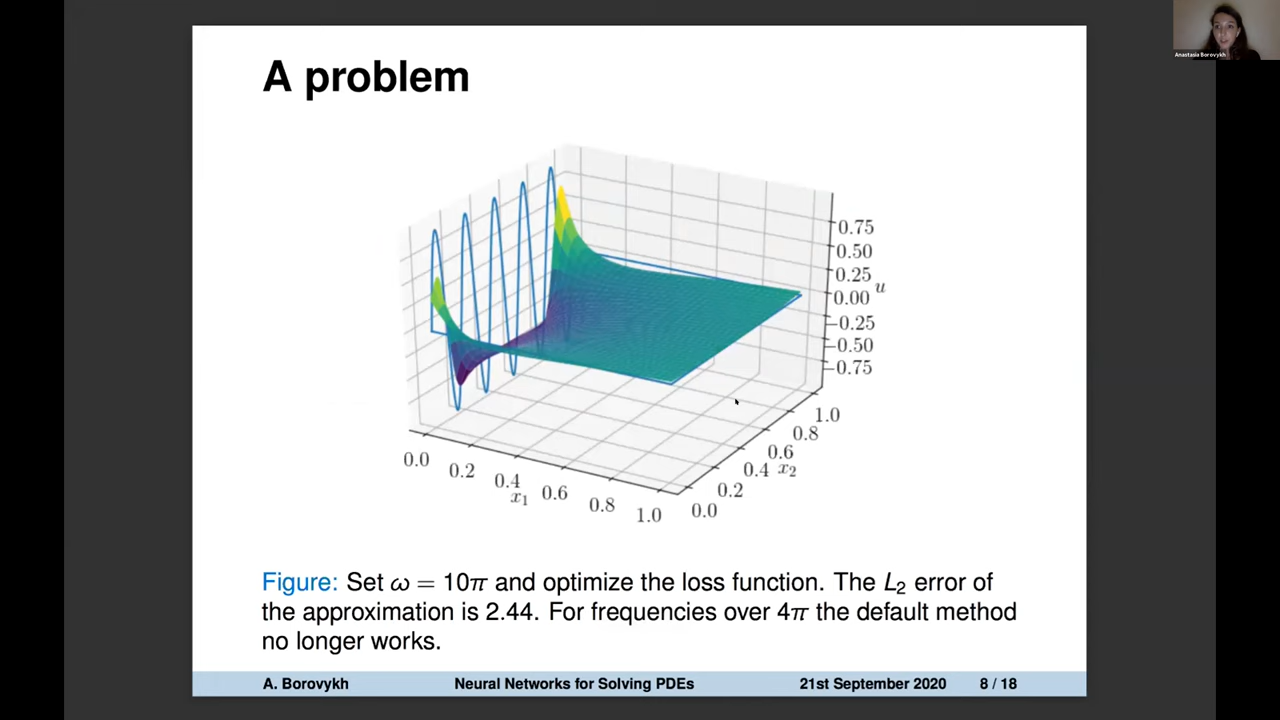 Anastasia Borovykh
A problem
0.75
0.50
0.25
0.00
u
−0.25
−0.50
−0.75
0.0
0.2
0.4
0.6
0.8
1.0
x₁
0.0
0.2
0.4
0.6
0.8
1.0
x₂
Figure: Set ω = 10π and optimize the loss function. The L₂ error of
the approximation is 2.44. For frequencies over 4π the default method
no longer works.
A. Borovykh Neural Networks for Solving PDEs 21st September 2020 8 / 18